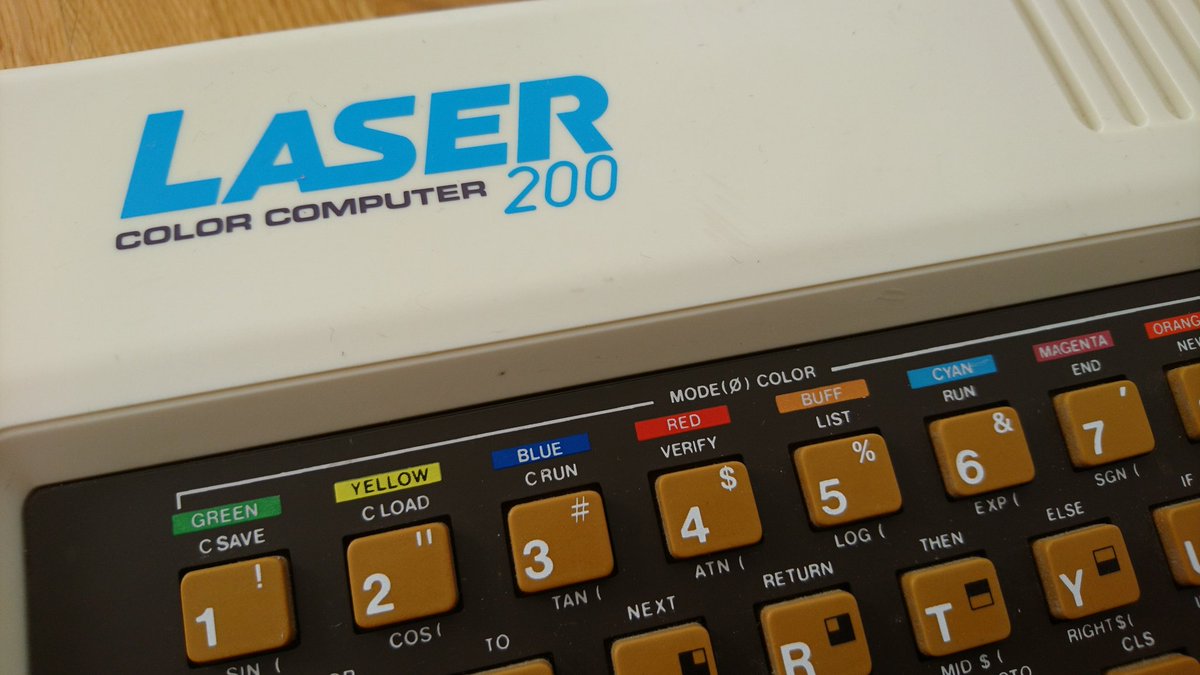 LASER
COLOR COMPUTER 200
MODE(Ø) COLOR
GREEN YELLOW BLUE RED BUFF CYAN MAGENTA
C SAVE C LOAD C RUN VERIFY LIST RUN END
! " # $ % & '
1 2 3 4 5 6 7
SIN ( COS ( TAN ( ATN ( LOG ( EXP ( SGN (
TO NEXT RETURN THEN ELSE IF
R T Y
MID $ ( RIGHT $ (
CLS